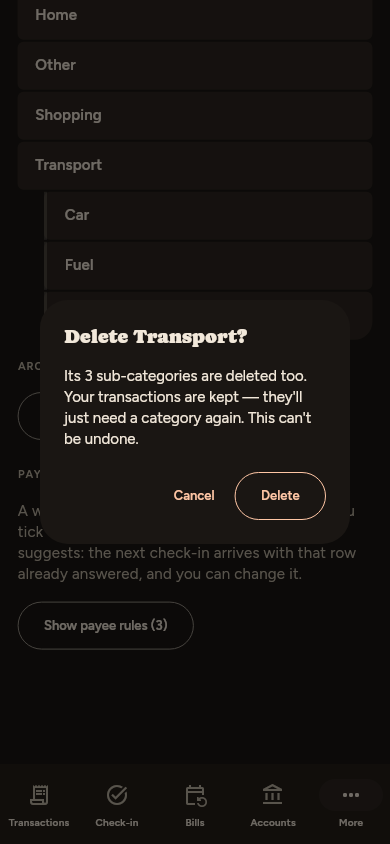 Home
Other
Shopping
Transport
Car
Fuel
ARC
Delete Transport?
Its 3 sub-categories are deleted too.
Your transactions are kept — they'll
just need a category again. This can't
be undone.
Cancel
Delete
PAY
A w
tick
suggests: the next check-in arrives with that row
already answered, and you can change it.
Show payee rules (3)
Transactions
Check-in
Bills
Accounts
More